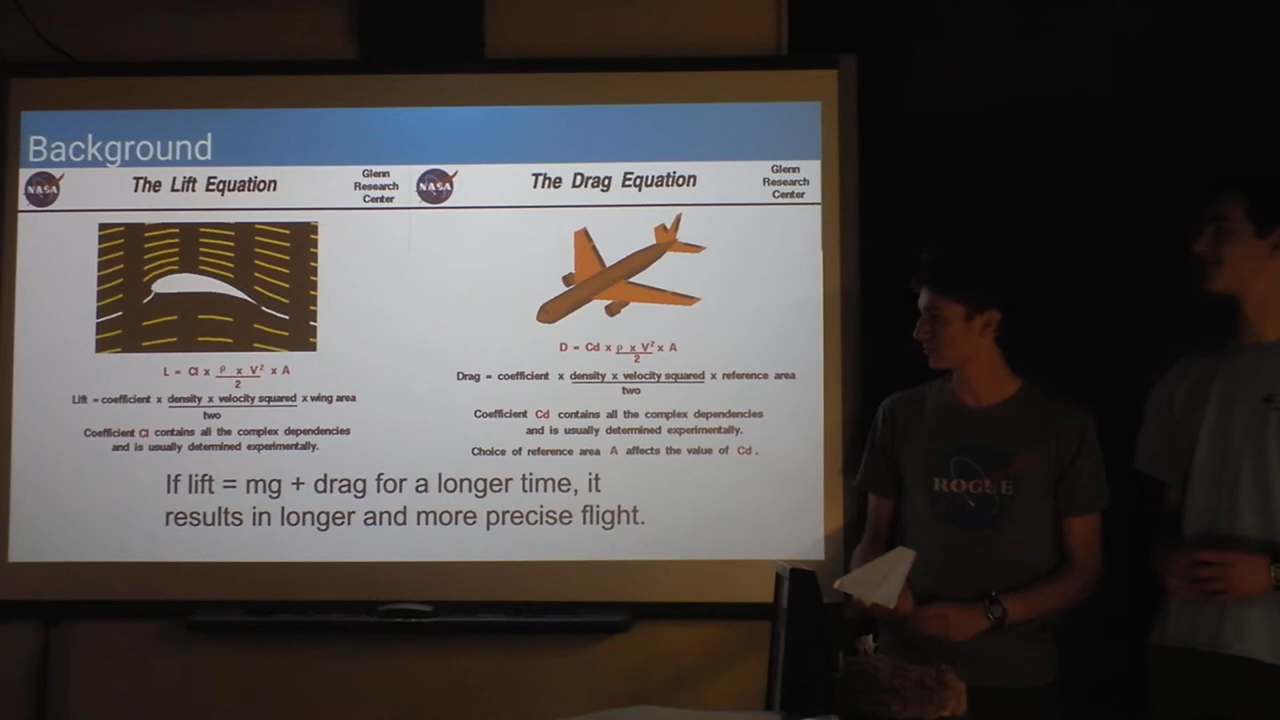 Background
NASA
The Lift Equation
Glenn
Research
Center
L = Cl x ρ x V² x A
2
Lift = coefficient x density x velocity squared x wing area
two
Coefficient Cl contains all the complex dependencies
and is usually determined experimentally.
NASA
The Drag Equation
Glenn
Research
Center
D = Cd x ρ x V² x A
2
Drag = coefficient x density x velocity squared x reference area
two
Coefficient Cd contains all the complex dependencies
and is usually determined experimentally.
Choice of reference area A affects the value of Cd.
If lift = mg + drag for a longer time, it
results in longer and more precise flight.
ROGUE